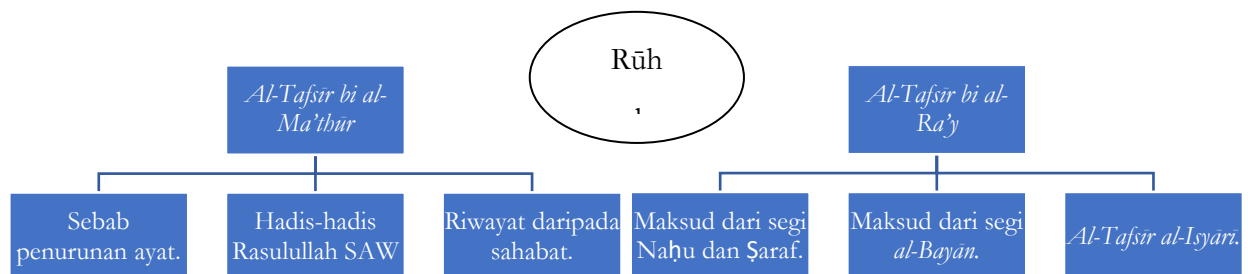 Rūh
Al-Tafsīr bi al-
Ma’thūr
Al-Tafsīr bi al-
Ra’y
Sebab
penurunan ayat.
Hadis-hadis
Rasulullah SAW
Riwayat daripada
sahabat.
Maksud dari segi
Naḥu dan Ṣaraf.
Maksud dari segi
al-Bayān.
Al-Tafsīr al-Isyārī.